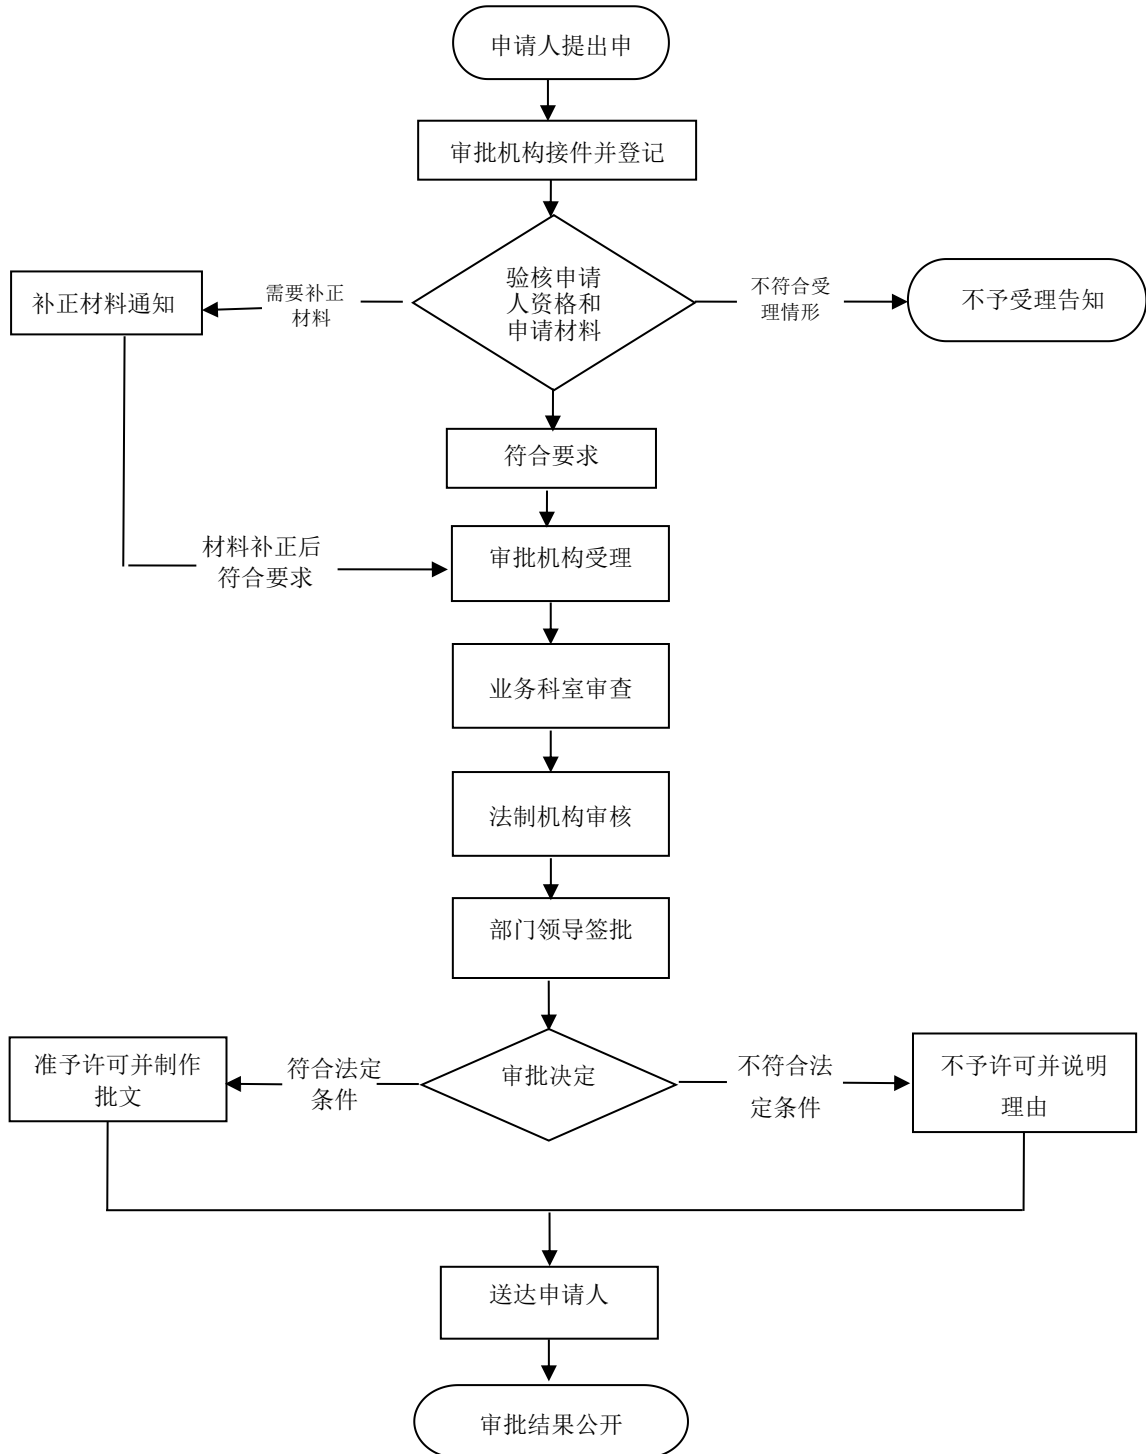 申请人提出申
审批机构接件并登记
验核申请
人资格和
申请材料
需要补正
材料
补正材料通知
不符合受
理情形
不予受理告知
符合要求
材料补正后
符合要求
审批机构受理
业务科室审查
法制机构审核
部门领导签批
审批决定
符合法定
条件
准予许可并制作
批文
不符合法
定条件
不予许可并说明
理由
送达申请人
审批结果公开